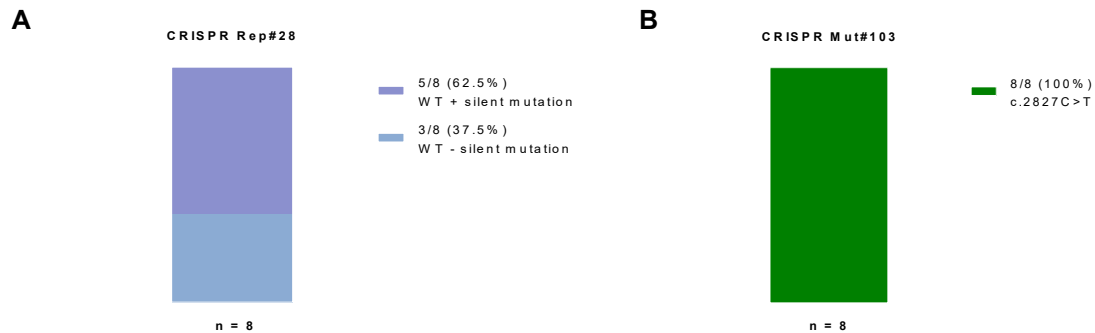 A
CRISPR Rep#28
5/8 (62.5%)
WT + silent mutation
3/8 (37.5%)
WT - silent mutation
n = 8
B
CRISPR Mut#103
8/8 (100%)
c.2827C>T
n = 8